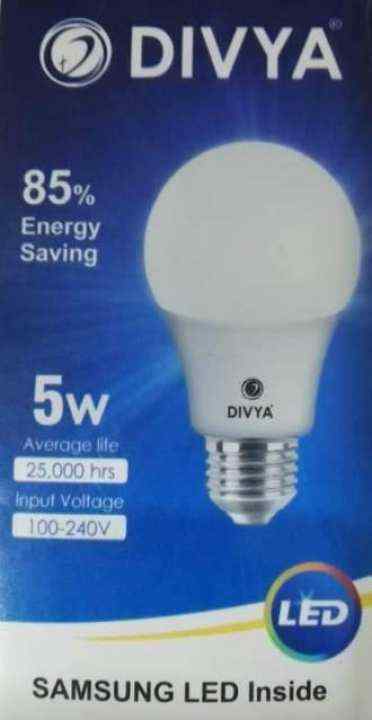 DIVYA®
85%
Energy
Saving
5w
Average life
25,000 hrs
Input Voltage
100-240V
DIVYA
LED
SAMSUNG LED Inside